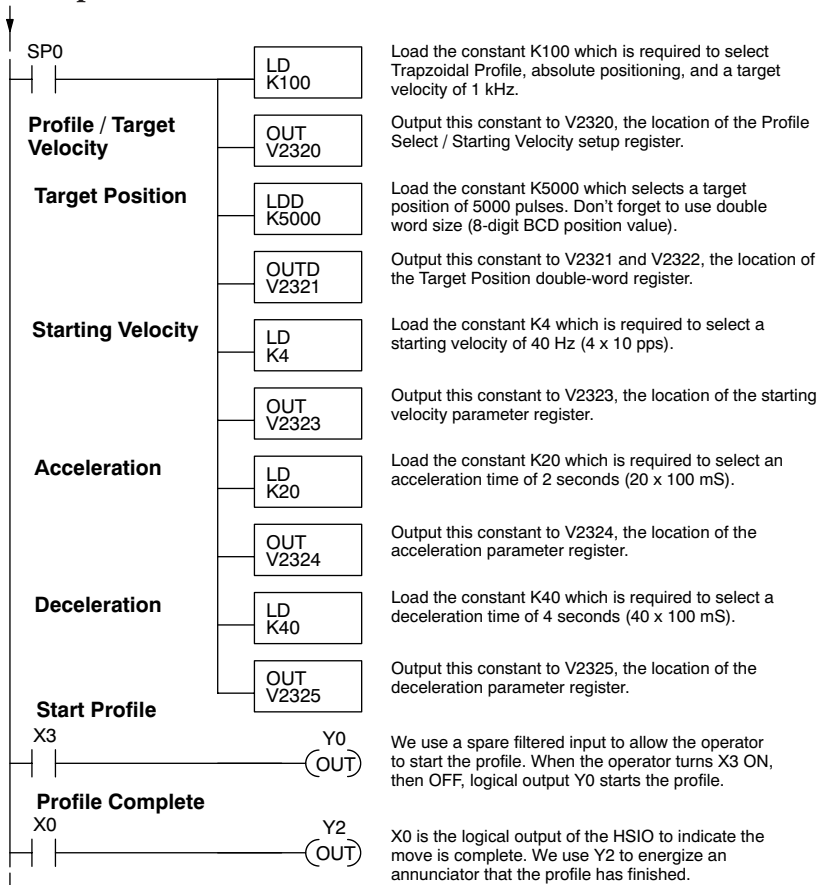 SP0
LD
K100
Load the constant K100 which is required to select
Trapzoidal Profile, absolute positioning, and a target
velocity of 1 kHz.
Profile / Target
Velocity
OUT
V2320
Output this constant to V2320, the location of the Profile
Select / Starting Velocity setup register.
Target Position
LDD
K5000
Load the constant K5000 which selects a target
position of 5000 pulses. Don’t forget to use double
word size (8-digit BCD position value).
OUTD
V2321
Output this constant to V2321 and V2322, the location of
the Target Position double-word register.
Starting Velocity
LD
K4
Load the constant K4 which is required to select a
starting velocity of 40 Hz (4 x 10 pps).
OUT
V2323
Output this constant to V2323, the location of the starting
velocity parameter register.
Acceleration
LD
K20
Load the constant K20 which is required to select an
acceleration time of 2 seconds (20 x 100 mS).
OUT
V2324
Output this constant to V2324, the location of the
acceleration parameter register.
Deceleration
LD
K40
Load the constant K40 which is required to select a
deceleration time of 4 seconds (40 x 100 mS).
OUT
V2325
Output this constant to V2325, the location of the
deceleration parameter register.
Start Profile
X3
Y0
OUT
We use a spare filtered input to allow the operator
to start the profile. When the operator turns X3 ON,
then OFF, logical output Y0 starts the profile.
Profile Complete
X0
Y2
OUT
X0 is the logical output of the HSIO to indicate the
move is complete. We use Y2 to energize an
annunciator that the profile has finished.